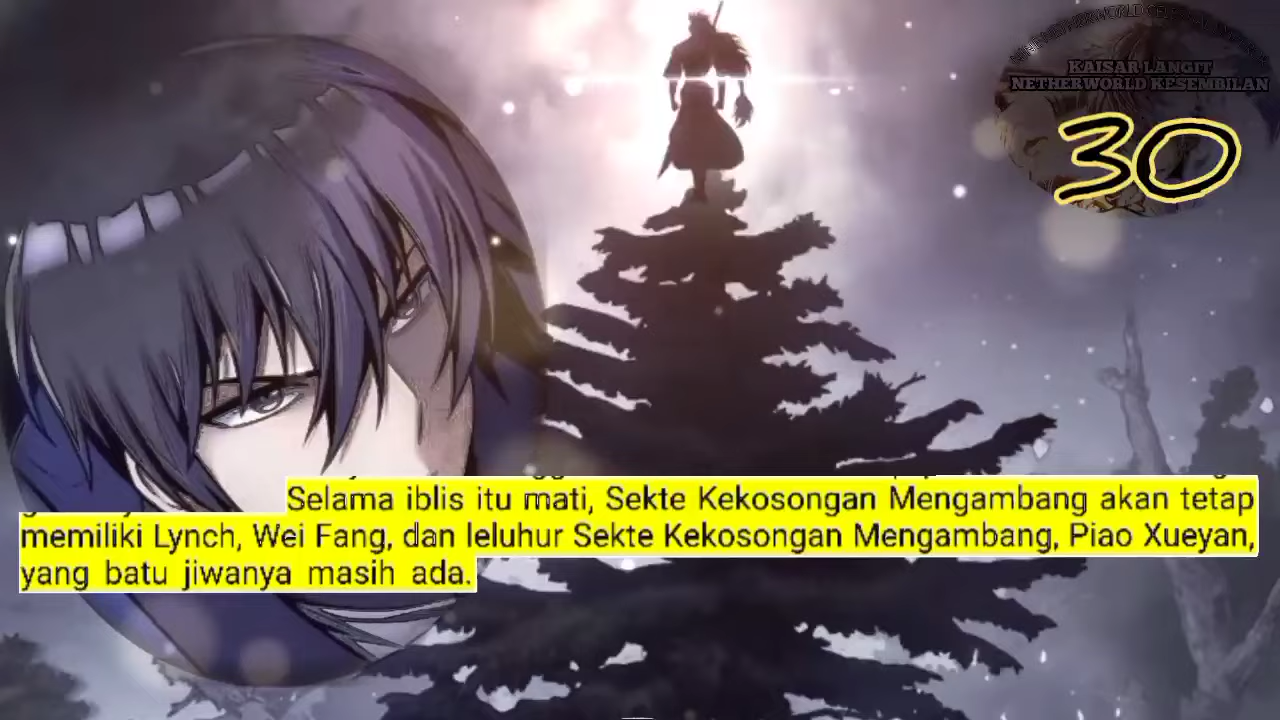 KAISAR LANGIT
NETHERWORLD KESEMBILAN
30
Selama iblis itu mati, Sekte Kekosongan Mengambang akan tetap
memiliki Lynch, Wei Fang, dan leluhur Sekte Kekosongan Mengambang, Piao Xueyan,
yang batu jiwanya masih ada.